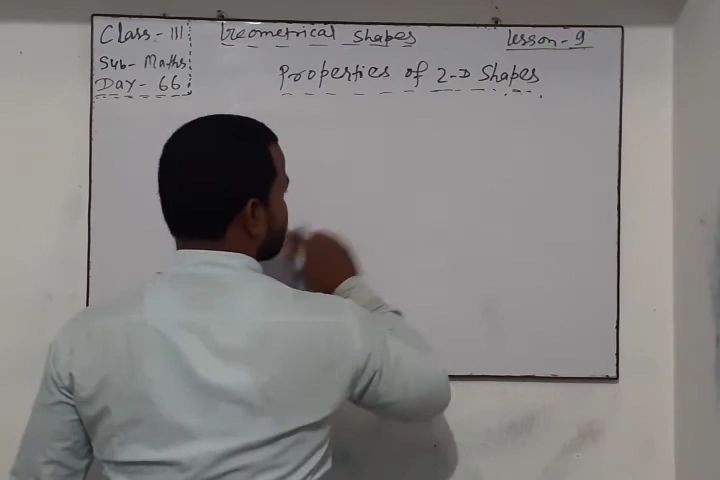 Class - III
Sub - Maths
Day - 66
Geometrical shapes
Lesson - 9
Properties of 2-D Shapes